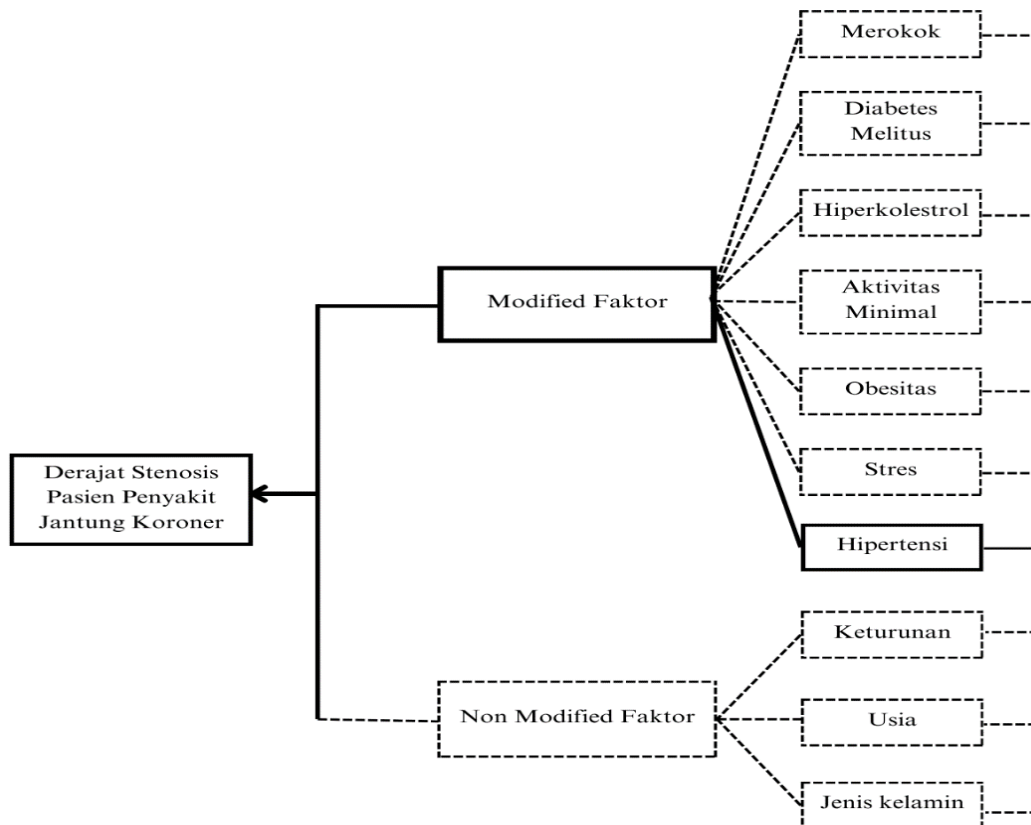 Merokok
Diabetes
Melitus
Hiperkolestrol
Aktivitas
Minimal
Obesitas
Stres
Hipertensi
Modified Faktor
Derajat Stenosis
Pasien Penyakit
Jantung Koroner
Non Modified Faktor
Keturunan
Usia
Jenis kelamin